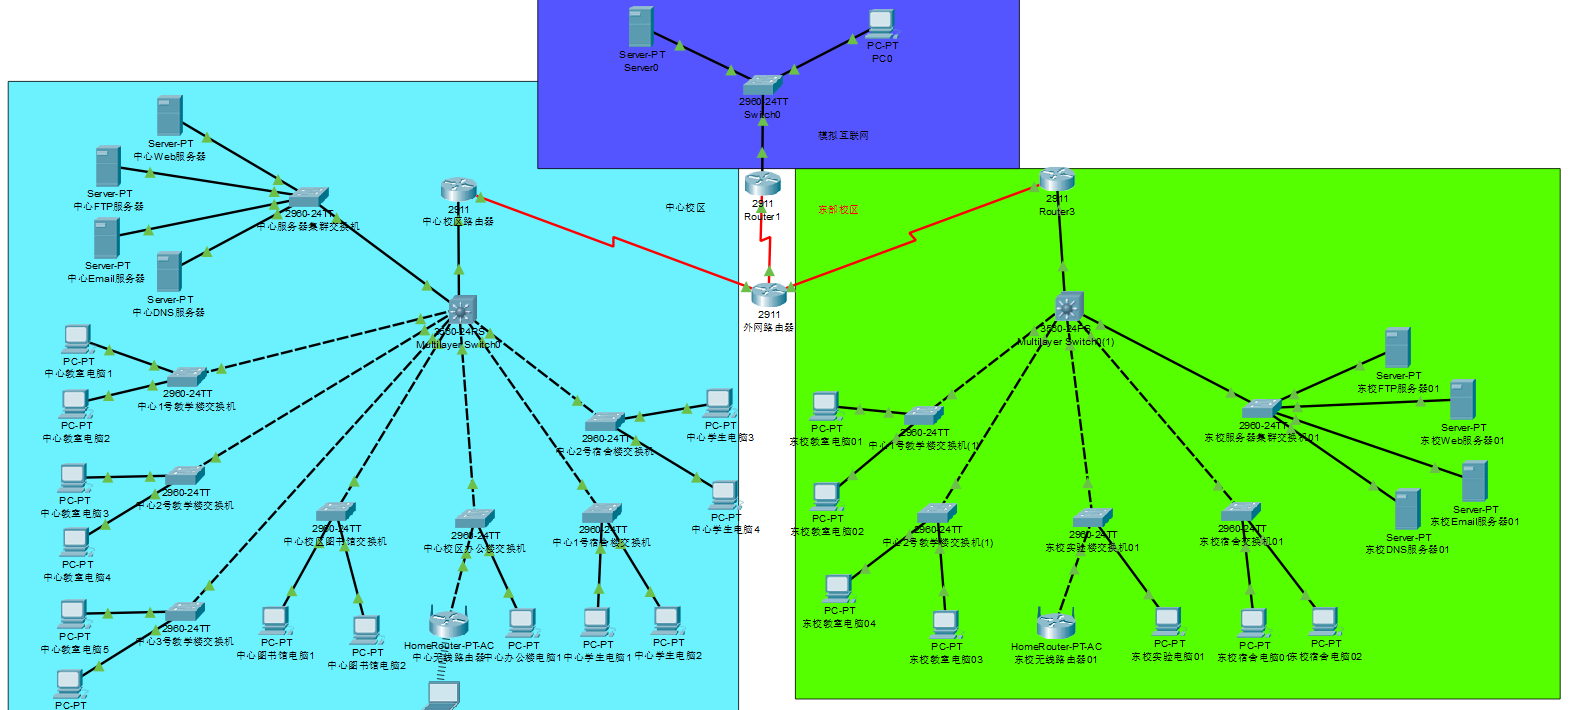 Server-PT
Server0
PC-PT
PC0
2960-24TT
Switch0
模拟互联网
Server-PT
中心Web服务器
Server-PT
中心FTP服务器
Server-PT
中心Email服务器
Server-PT
中心DNS服务器
2960-24TT
中心服务器集群交换机
2911
中心校区路由器
中心校区
2911
Router1
东部校区
2911
Router3
2911
外网路由器
3560-24PS
Multilayer Switch0
PC-PT
中心教室电脑1
PC-PT
中心教室电脑2
2960-24TT
中心1号教学楼交换机
PC-PT
中心教室电脑3
PC-PT
中心教室电脑4
2960-24TT
中心2号教学楼交换机
PC-PT
中心教室电脑5
PC-PT
2960-24TT
中心3号教学楼交换机
2960-24TT
中心校区图书馆交换机
PC-PT
中心图书馆电脑1
PC-PT
中心图书馆电脑2
2960-24TT
中心校区办公楼交换机
HomeRouter-PT-AC
中心无线路由器
PC-PT
中心办公楼电脑1
2960-24TT
中心1号宿舍楼交换机
PC-PT
中心学生电脑1
PC-PT
中心学生电脑2
2960-24TT
中心2号宿舍楼交换机
PC-PT
中心学生电脑3
PC-PT
中心学生电脑4
3560-24PS
Multilayer Switch0(1)
PC-PT
东校教室电脑01
PC-PT
东校教室电脑02
2960-24TT
中心1号教学楼交换机(1)
2960-24TT
中心2号教学楼交换机(1)
PC-PT
东校教室电脑04
PC-PT
东校教室电脑03
2960-24TT
东校实验楼交换机01
HomeRouter-PT-AC
东校无线路由器01
PC-PT
东校实验电脑01
2960-24TT
东校宿舍交换机01
PC-PT
东校宿舍电脑01
PC-PT
东校宿舍电脑02
2960-24TT
东校服务器集群交换机01
Server-PT
东校FTP服务器01
Server-PT
东校Web服务器01
Server-PT
东校Email服务器01
Server-PT
东校DNS服务器01